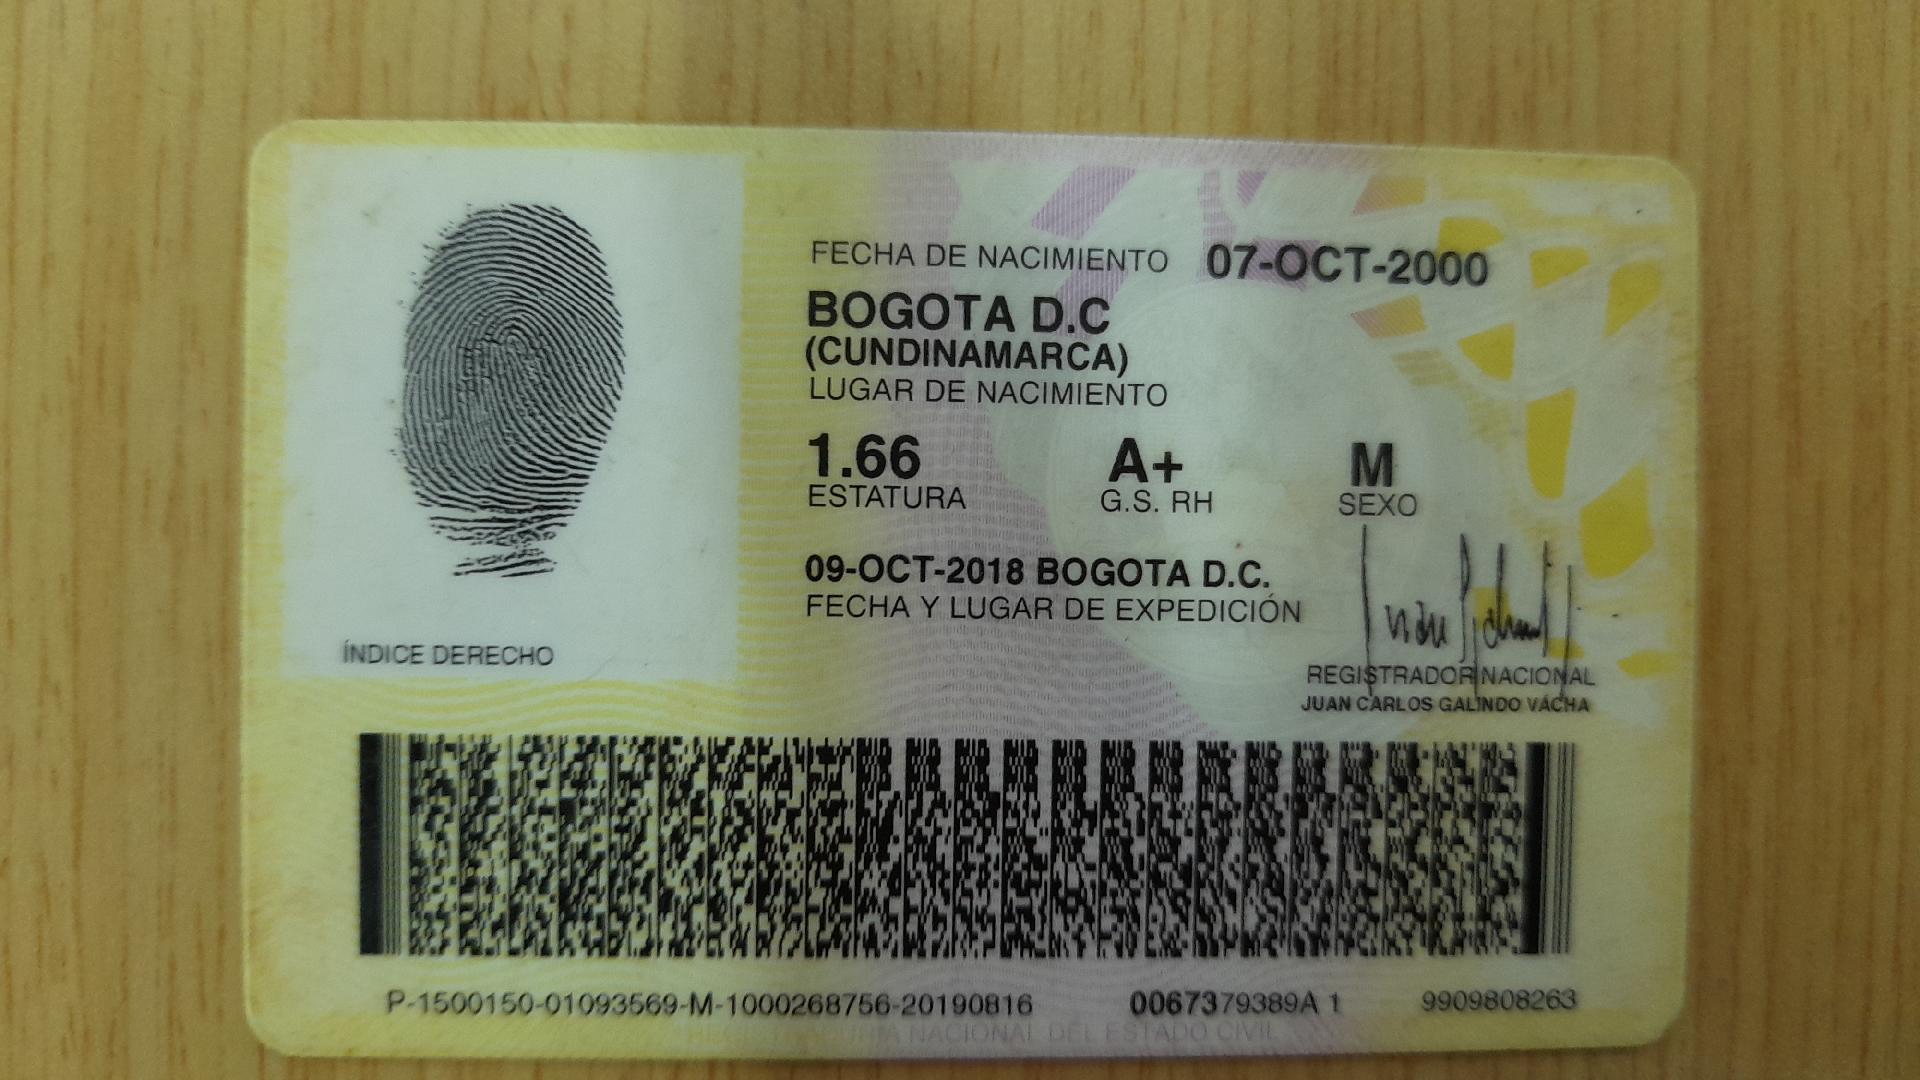 FECHA DE NACIMIENTO 07-OCT-2000
BOGOTA D.C
(CUNDINAMARCA)
LUGAR DE NACIMIENTO
1.66 A+ M
ESTATURA G.S. RH SEXO
09-OCT-2018 BOGOTA D.C.
FECHA Y LUGAR DE EXPEDICIÓN
ÍNDICE DERECHO
REGISTRADOR NACIONAL
JUAN CARLOS GALINDO VÁCHA
P-1500150-01093569-M-1000268756-20190816 0067379389A 1 9909808263
REGISTRADURIA NACIONAL DEL ESTADO CIVIL